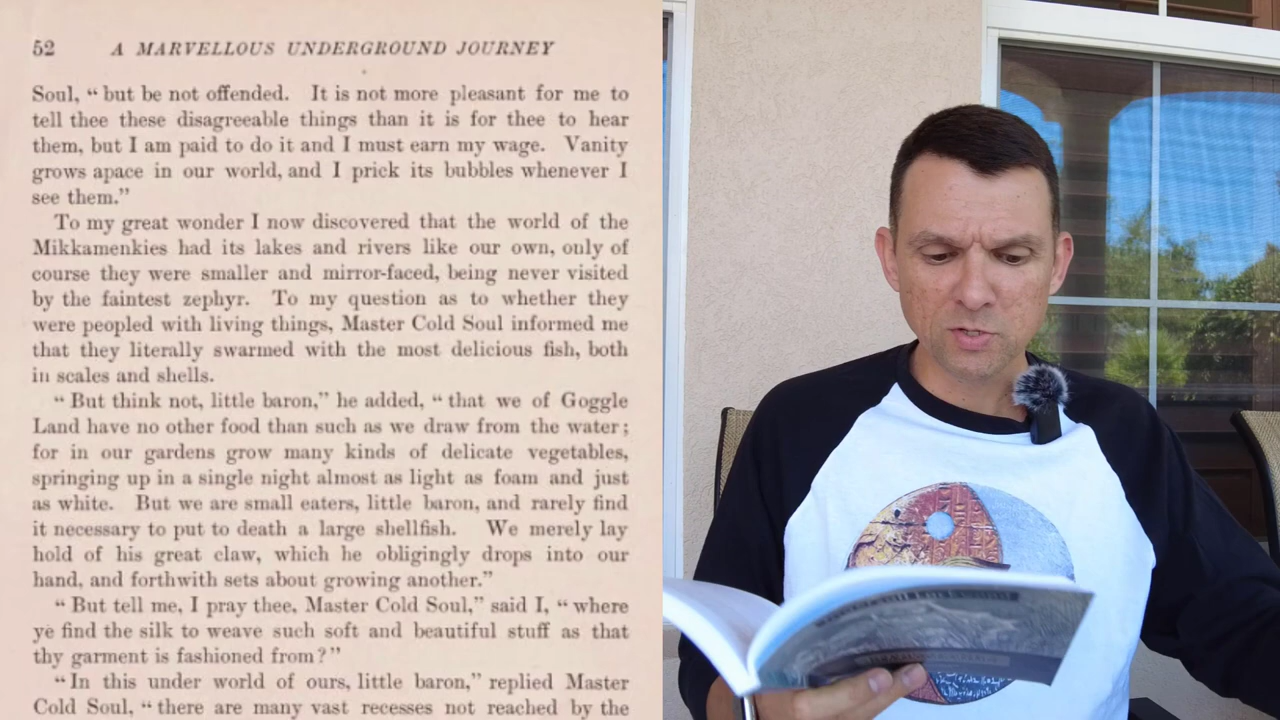 52 A MARVELLOUS UNDERGROUND JOURNEY
Soul, “ but be not offended. It is not more pleasant for me to
tell thee these disagreeable things than it is for thee to hear
them, but I am paid to do it and I must earn my wage. Vanity
grows apace in our world, and I prick its bubbles whenever I
see them.”
To my great wonder I now discovered that the world of the
Mikkamenkies had its lakes and rivers like our own, only of
course they were smaller and mirror-faced, being never visited
by the faintest zephyr. To my question as to whether they
were peopled with living things, Master Cold Soul informed me
that they literally swarmed with the most delicious fish, both
in scales and shells.
“ But think not, little baron,” he added, “ that we of Goggle
Land have no other food than such as we draw from the water ;
for in our gardens grow many kinds of delicate vegetables,
springing up in a single night almost as light as foam and just
as white. But we are small eaters, little baron, and rarely find
it necessary to put to death a large shellfish. We merely lay
hold of his great claw, which he obligingly drops into our
hand, and forthwith sets about growing another.”
“ But tell me, I pray thee, Master Cold Soul,” said I, “ where
ye find the silk to weave such soft and beautiful stuff as that
thy garment is fashioned from ? ”
“ In this under world of ours, little baron,” replied Master
Cold Soul, “ there are many vast recesses not reached by the